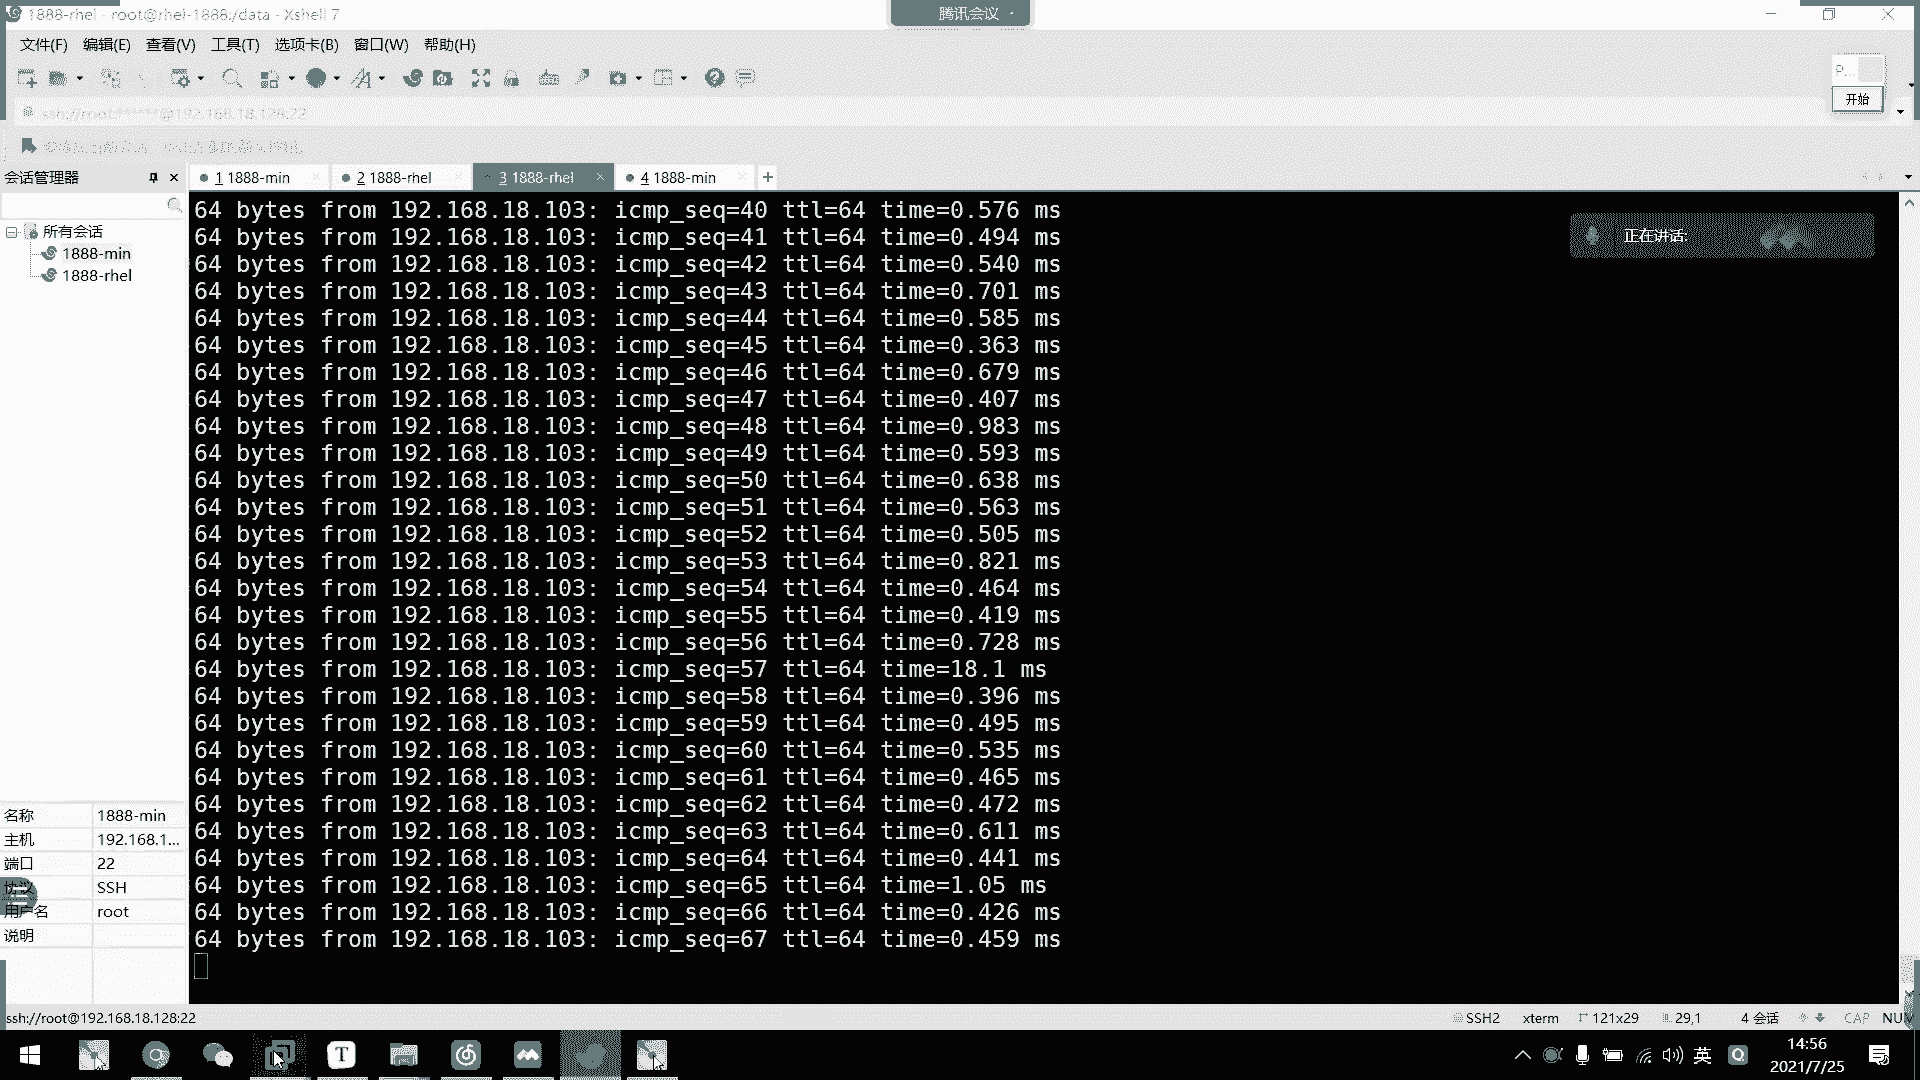 1888-rhel - root@rhel-1888:/data - Xshell 7
腾讯会议
文件(F) 编辑(E) 查看(V) 工具(T) 选项卡(B) 窗口(W) 帮助(H)
P...
开始
ssh://root:******@192.168.18.128:22
会话管理器
1 1888-min
2 1888-rhel
3 1888-rhel
4 1888-min
所有会话
1888-min
1888-rhel
正在讲话:
64 bytes from 192.168.18.103: icmp_seq=40 ttl=64 time=0.576 ms
64 bytes from 192.168.18.103: icmp_seq=41 ttl=64 time=0.494 ms
64 bytes from 192.168.18.103: icmp_seq=42 ttl=64 time=0.540 ms
64 bytes from 192.168.18.103: icmp_seq=43 ttl=64 time=0.701 ms
64 bytes from 192.168.18.103: icmp_seq=44 ttl=64 time=0.585 ms
64 bytes from 192.168.18.103: icmp_seq=45 ttl=64 time=0.363 ms
64 bytes from 192.168.18.103: icmp_seq=46 ttl=64 time=0.679 ms
64 bytes from 192.168.18.103: icmp_seq=47 ttl=64 time=0.407 ms
64 bytes from 192.168.18.103: icmp_seq=48 ttl=64 time=0.983 ms
64 bytes from 192.168.18.103: icmp_seq=49 ttl=64 time=0.593 ms
64 bytes from 192.168.18.103: icmp_seq=50 ttl=64 time=0.638 ms
64 bytes from 192.168.18.103: icmp_seq=51 ttl=64 time=0.563 ms
64 bytes from 192.168.18.103: icmp_seq=52 ttl=64 time=0.505 ms
64 bytes from 192.168.18.103: icmp_seq=53 ttl=64 time=0.821 ms
64 bytes from 192.168.18.103: icmp_seq=54 ttl=64 time=0.464 ms
64 bytes from 192.168.18.103: icmp_seq=55 ttl=64 time=0.419 ms
64 bytes from 192.168.18.103: icmp_seq=56 ttl=64 time=0.728 ms
64 bytes from 192.168.18.103: icmp_seq=57 ttl=64 time=18.1 ms
64 bytes from 192.168.18.103: icmp_seq=58 ttl=64 time=0.396 ms
64 bytes from 192.168.18.103: icmp_seq=59 ttl=64 time=0.495 ms
64 bytes from 192.168.18.103: icmp_seq=60 ttl=64 time=0.535 ms
64 bytes from 192.168.18.103: icmp_seq=61 ttl=64 time=0.465 ms
64 bytes from 192.168.18.103: icmp_seq=62 ttl=64 time=0.472 ms
64 bytes from 192.168.18.103: icmp_seq=63 ttl=64 time=0.611 ms
64 bytes from 192.168.18.103: icmp_seq=64 ttl=64 time=0.441 ms
64 bytes from 192.168.18.103: icmp_seq=65 ttl=64 time=1.05 ms
64 bytes from 192.168.18.103: icmp_seq=66 ttl=64 time=0.426 ms
64 bytes from 192.168.18.103: icmp_seq=67 ttl=64 time=0.459 ms
名称 1888-min
主机 192.168.1...
端口 22
协议 SSH
用户名 root
说明
ssh://root@192.168.18.128:22
SSH2 xterm 121x29 29,1 4 会话 CAP NUM
英
14:56
2021/7/25